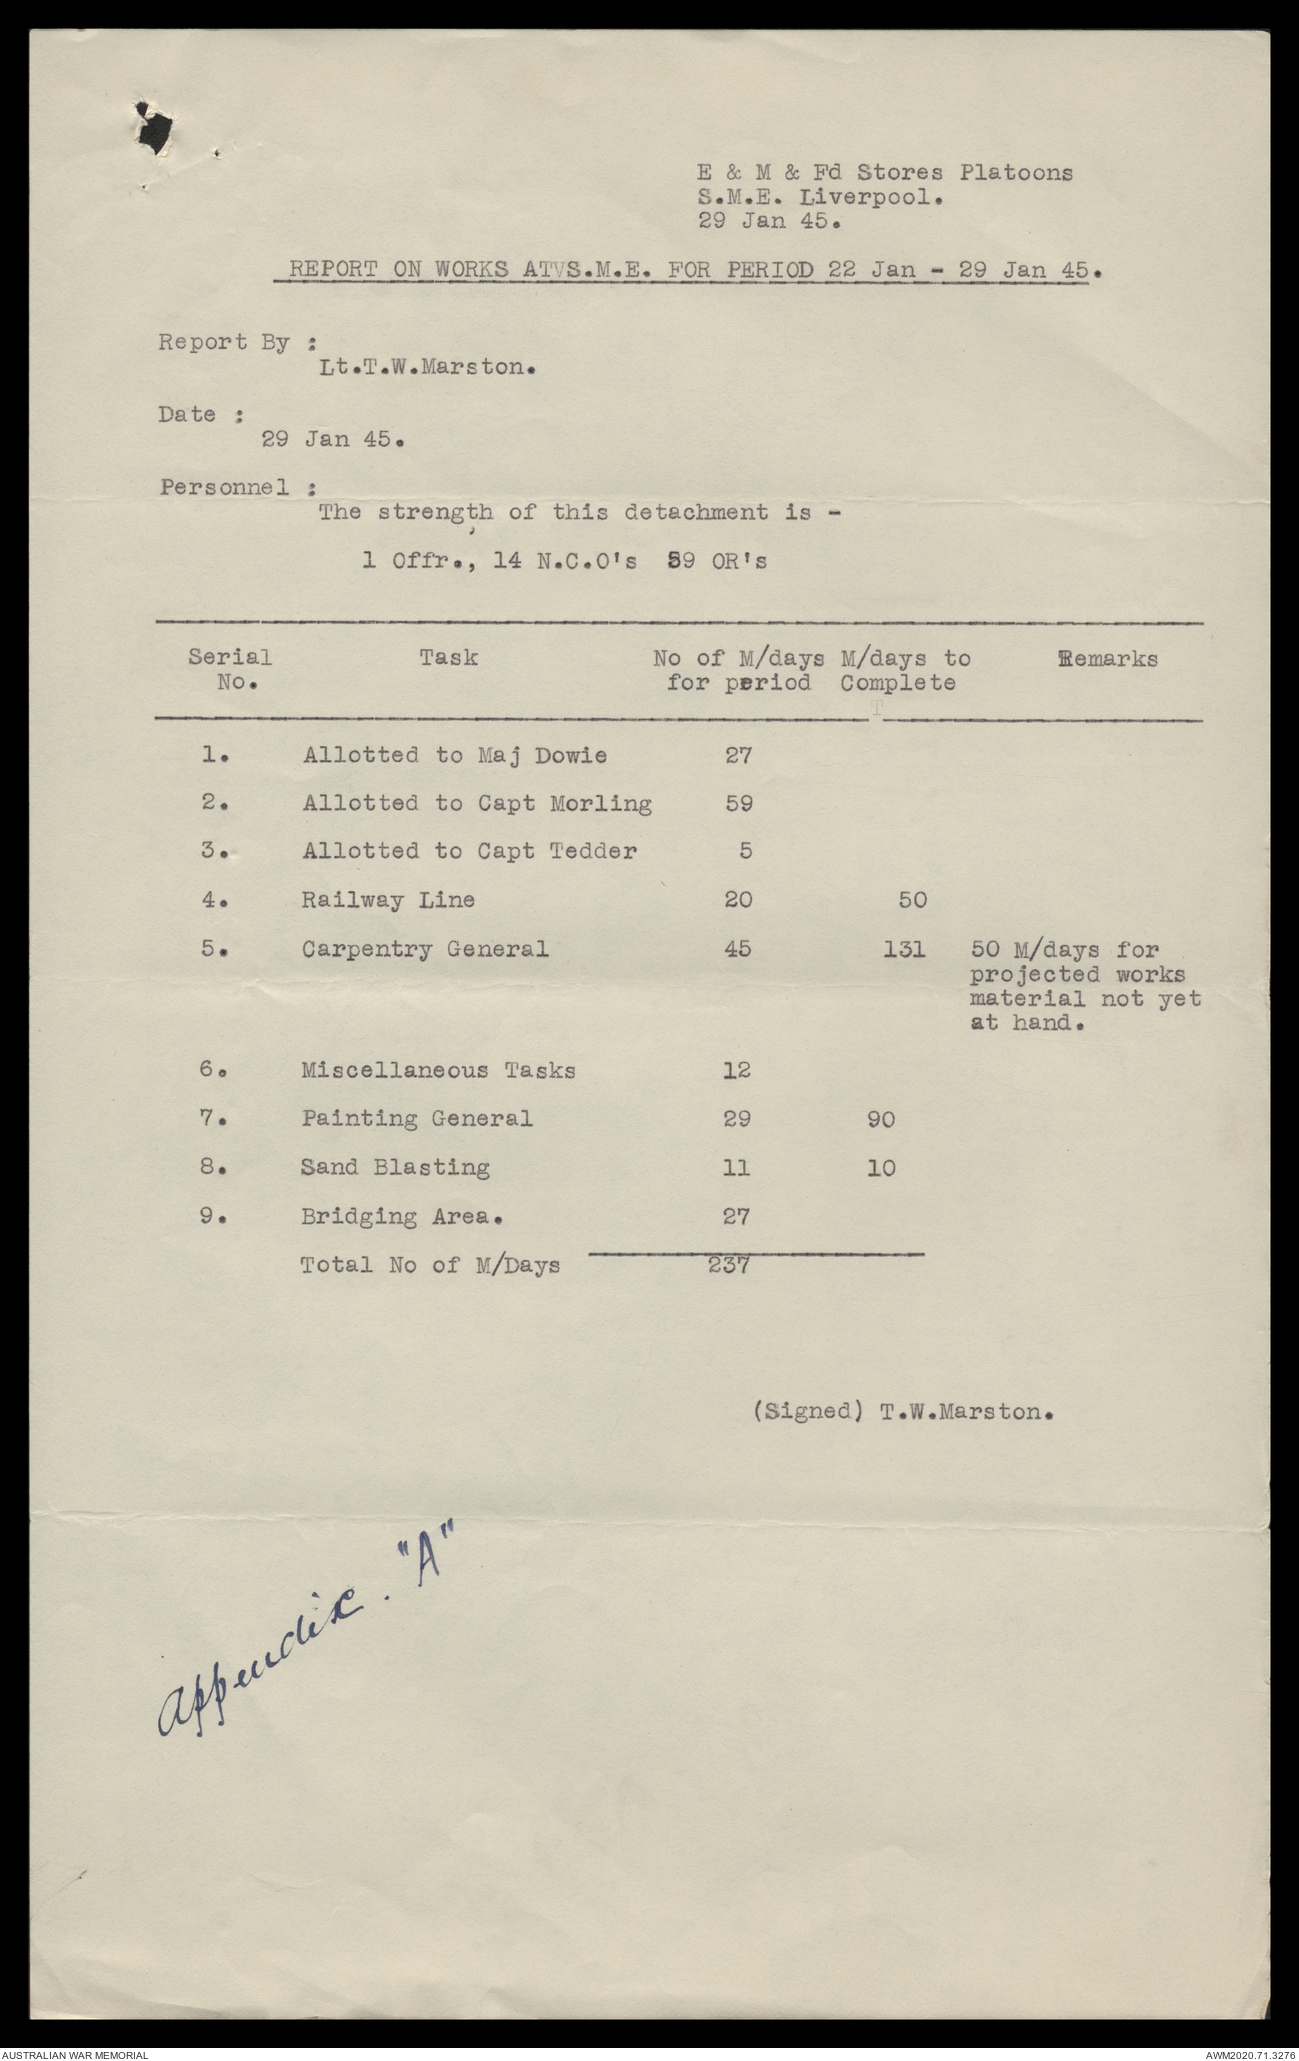 E & M & Fd Stores Platoons
S.M.E. Liverpool.
29 Jan 45.
REPORT ON WORKS AT S.M.E. FOR PERIOD 22 Jan - 29 Jan 45.
Report By :
Lt.T.W.Marston.
Date :
29 Jan 45.
Personnel :
The strength of this detachment is -
1 Offr., 14 N.C.O's 59 OR's
Serial Task No of M/days M/days to Remarks
No. for period Complete
1. Allotted to Maj Dowie 27
2. Allotted to Capt Morling 59
3. Allotted to Capt Tedder 5
4. Railway Line 20 50
5. Carpentry General 45 131 50 M/days for
projected works
material not yet
at hand.
6. Miscellaneous Tasks 12
7. Painting General 29 90
8. Sand Blasting 11 10
9. Bridging Area. 27
Total No of M/Days 237
(Signed) T.W.Marston.
Appendix. "A"
AUSTRALIAN WAR MEMORIAL AWM2020.71.3276